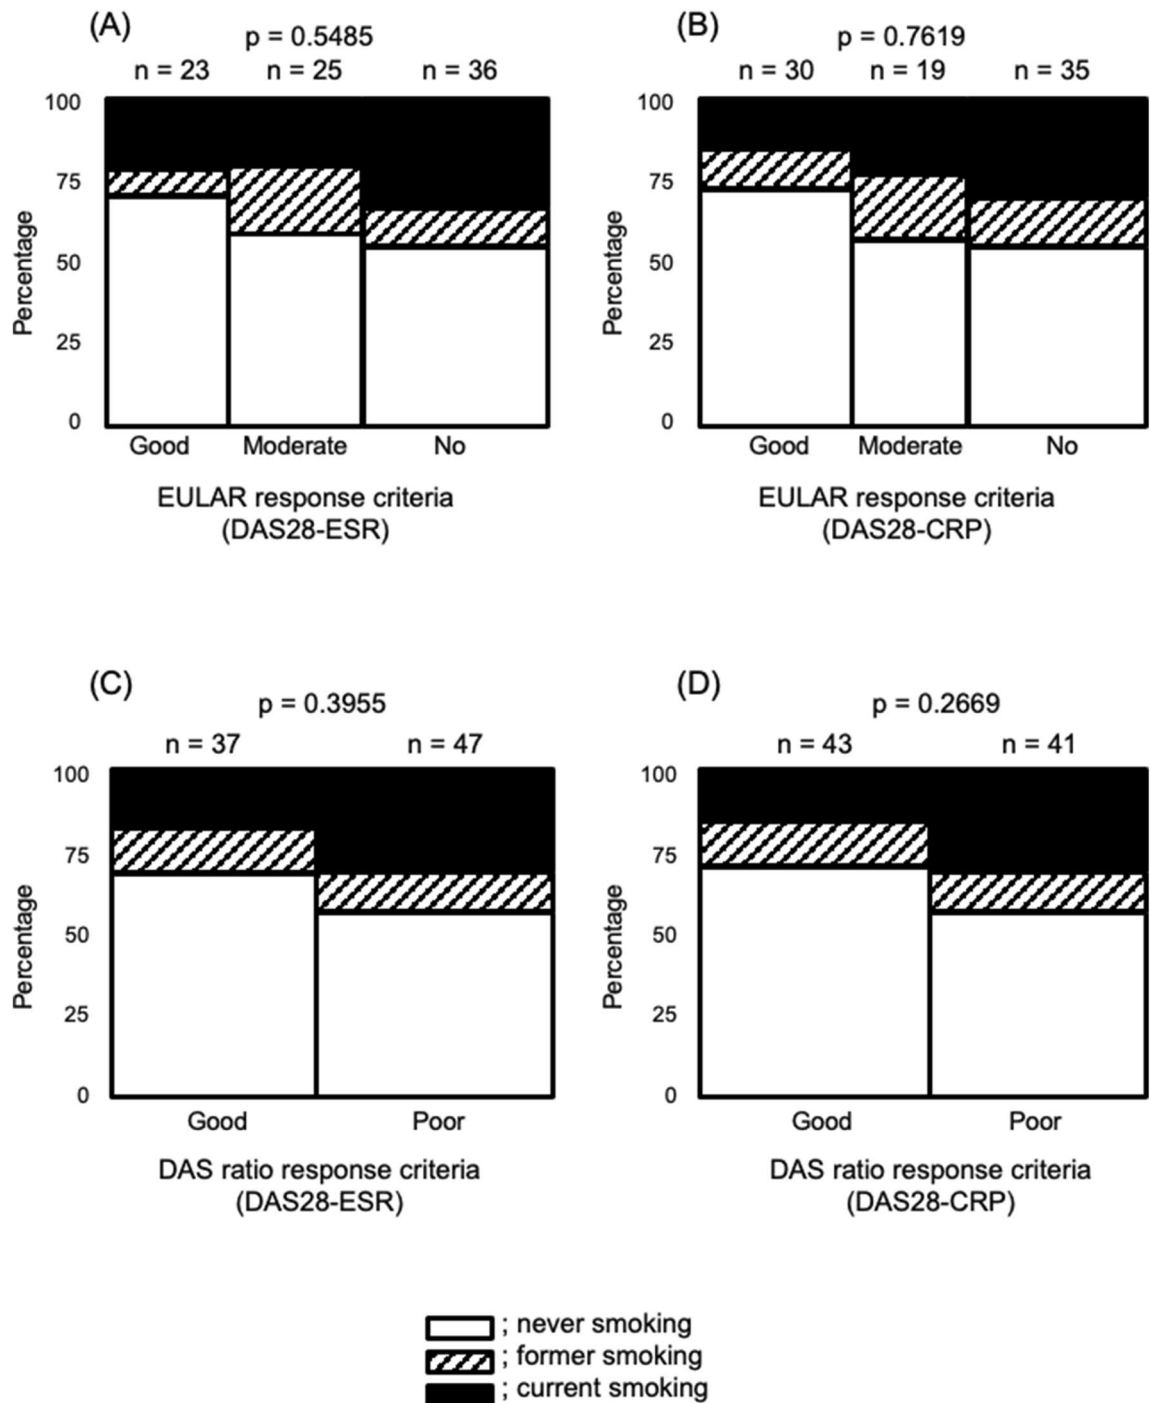 (A)
p = 0.5485
n = 23 n = 25 n = 36
100
75
50
25
0
Percentage
Good Moderate No
EULAR response criteria
(DAS28-ESR)
(B)
p = 0.7619
n = 30 n = 19 n = 35
100
75
50
25
0
Percentage
Good Moderate No
EULAR response criteria
(DAS28-CRP)
(C)
p = 0.3955
n = 37 n = 47
100
75
50
25
0
Percentage
Good Poor
DAS ratio response criteria
(DAS28-ESR)
(D)
p = 0.2669
n = 43 n = 41
100
75
50
25
0
Percentage
Good Poor
DAS ratio response criteria
(DAS28-CRP)
; never smoking
; former smoking
; current smoking